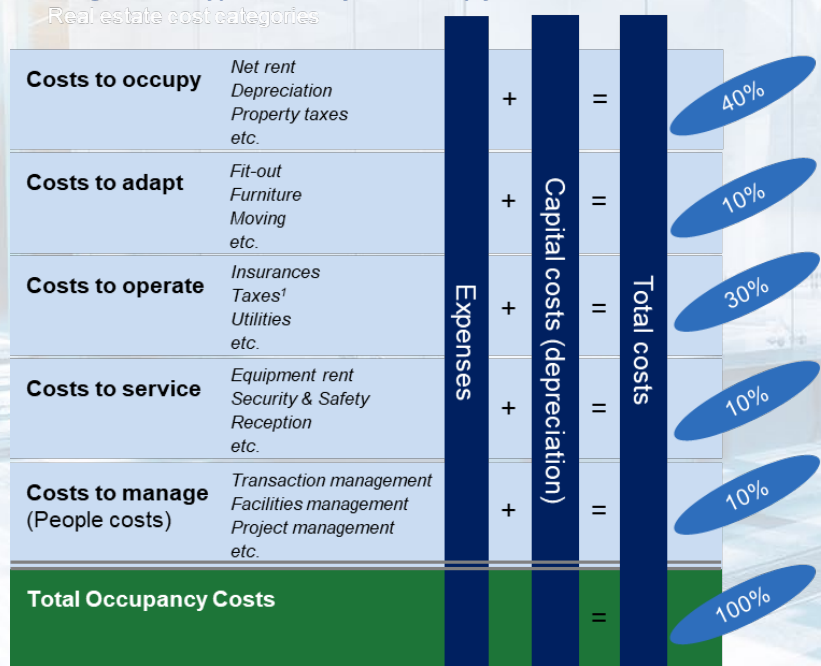 Real estate cost categories
Costs to occupy
Net rent
Depreciation
Property taxes
etc.
+
=
40%
Costs to adapt
Fit-out
Furniture
Moving
etc.
+
=
10%
Costs to operate
Insurances
Taxes¹
Utilities
etc.
+
=
30%
Costs to service
Equipment rent
Security & Safety
Reception
etc.
+
=
10%
Costs to manage
(People costs)
Transaction management
Facilities management
Project management
etc.
+
=
10%
Expenses
Capital costs (depreciation)
Total costs
Total Occupancy Costs
=
100%